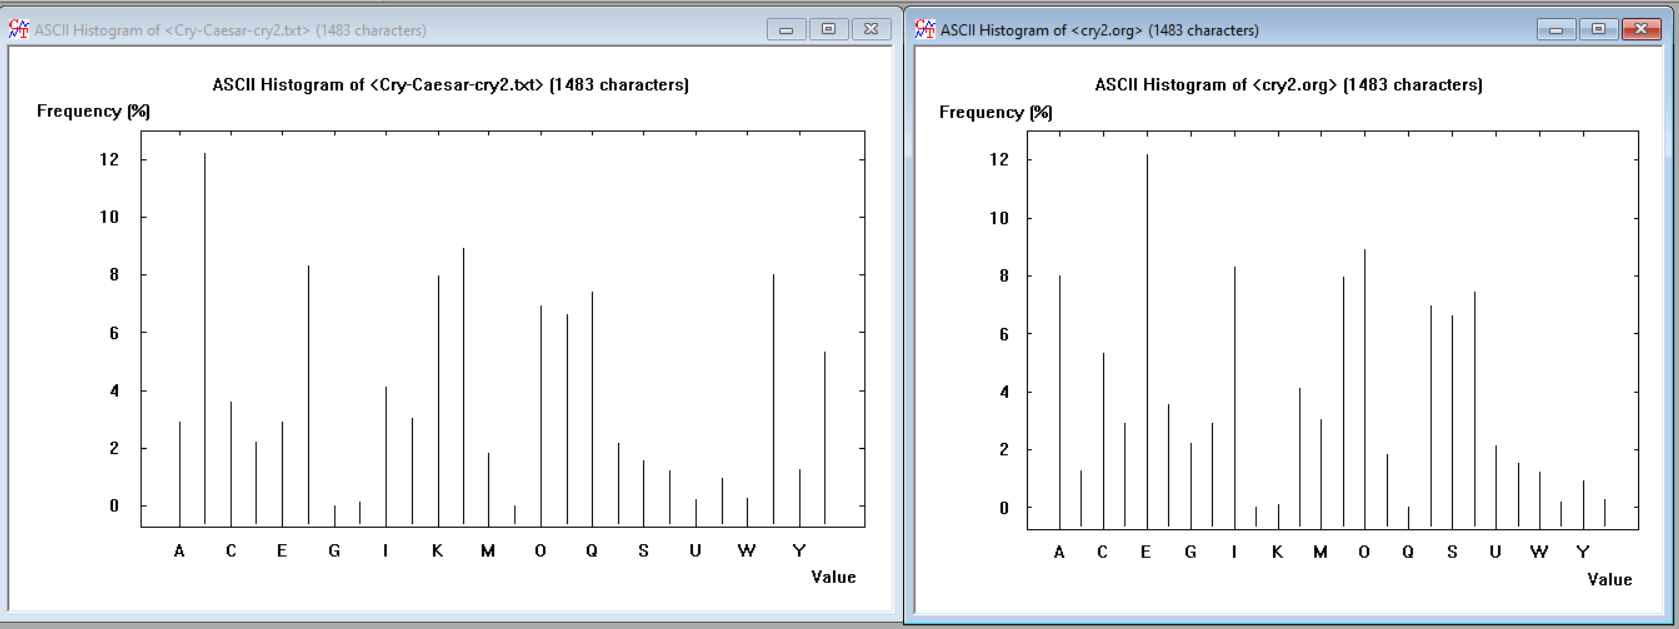 ASCII Histogram of <Cry-Caesar-cry2.txt> (1483 characters)
ASCII Histogram of <Cry-Caesar-cry2.txt> (1483 characters)
Frequency (%)
12
10
8
6
4
2
0
A C E G I K M O Q S U W Y
Value
ASCII Histogram of <cry2.org> (1483 characters)
ASCII Histogram of <cry2.org> (1483 characters)
Frequency (%)
12
10
8
6
4
2
0
A C E G I K M O Q S U W Y
Value